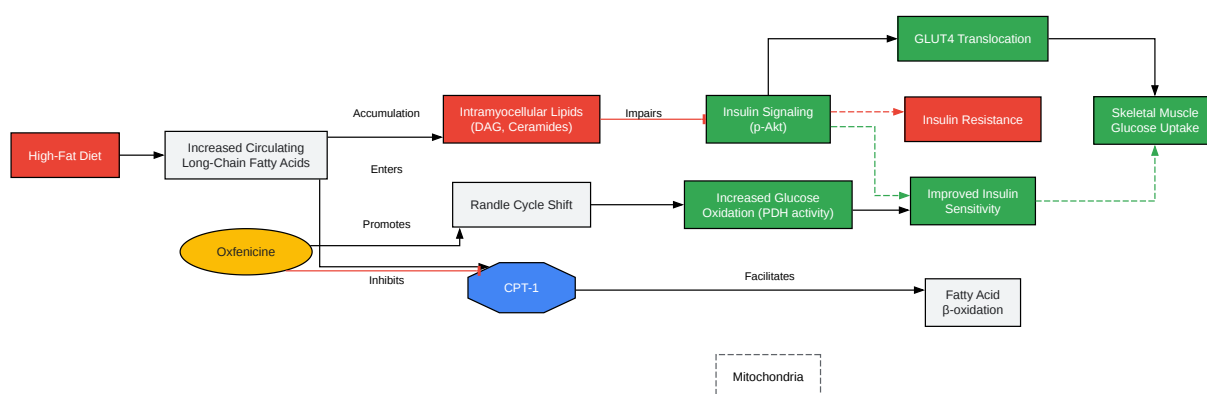 GLUT4 Translocation
Accumulation
Intramyocellular Lipids
(DAG, Ceramides)
Impairs
Insulin Signaling
(p-Akt)
Insulin Resistance
Skeletal Muscle
Glucose Uptake
High-Fat Diet
Increased Circulating
Long-Chain Fatty Acids
Enters
Randle Cycle Shift
Increased Glucose
Oxidation (PDH activity)
Improved Insulin
Sensitivity
Promotes
Oxfenicine
Inhibits
CPT-1
Facilitates
Fatty Acid
β-oxidation
Mitochondria